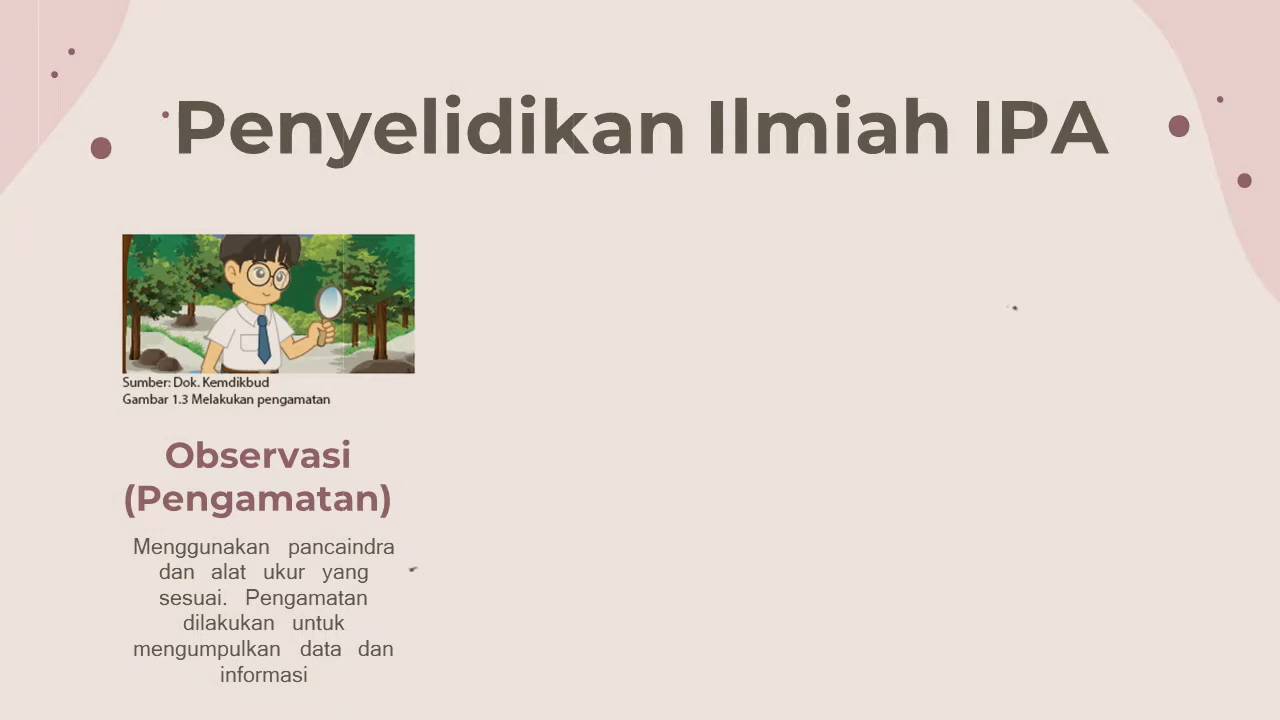 Penyelidikan Ilmiah IPA
Sumber: Dok. Kemdikbud
Gambar 1.3 Melakukan pengamatan
Observasi
(Pengamatan)
Menggunakan pancaindra
dan alat ukur yang
sesuai. Pengamatan
dilakukan untuk
mengumpulkan data dan
informasi